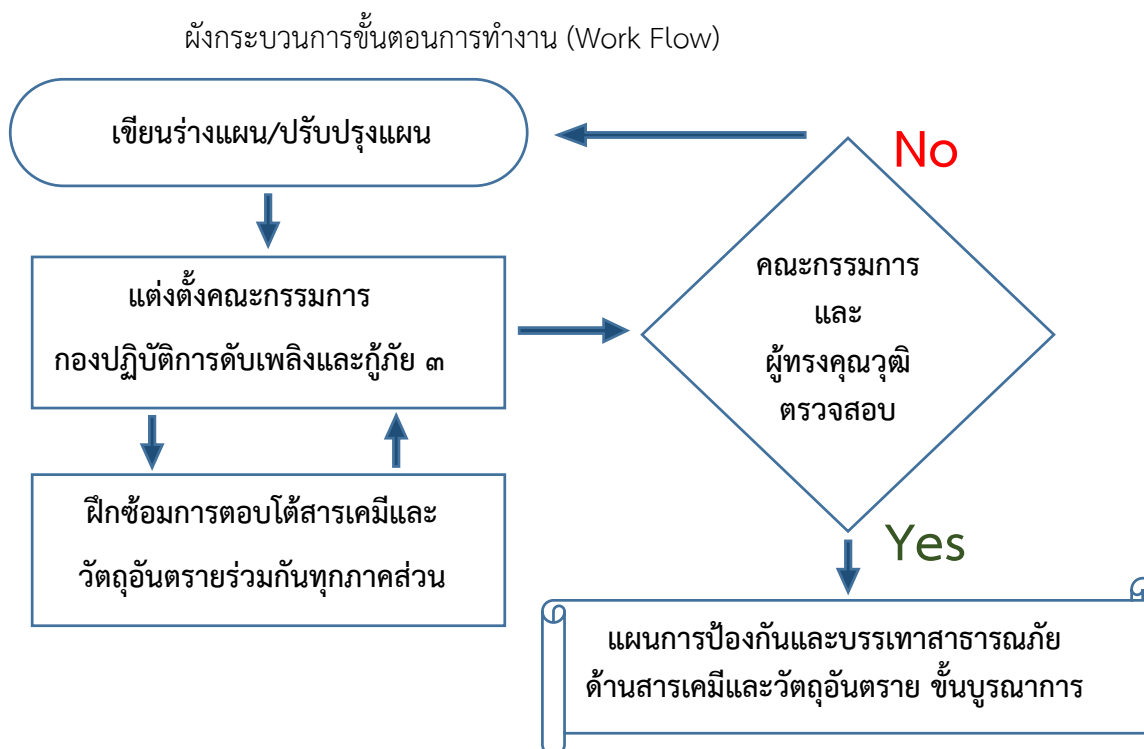 ผังกระบวนการขั้นตอนการทำงาน (Work Flow)
เขียนร่างแผน/ปรับปรุงแผน
No
แต่งตั้งคณะกรรมการ
กองปฏิบัติการดับเพลิงและกู้ภัย ๓
คณะกรรมการ
และ
ผู้ทรงคุณวุฒิ
ตรวจสอบ
ฝึกซ้อมการตอบโต้สารเคมีและ
วัตถุอันตรายร่วมกันทุกภาคส่วน
Yes
แผนการป้องกันและบรรเทาสาธารณภัย
ด้านสารเคมีและวัตถุอันตราย ขั้นบูรณาการ